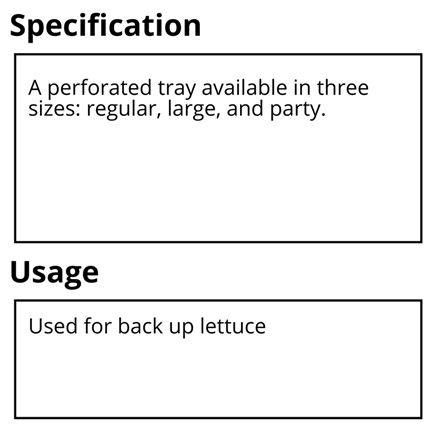 Specification
A perforated tray available in three
sizes: regular, large, and party.
Usage
Used for back up lettuce